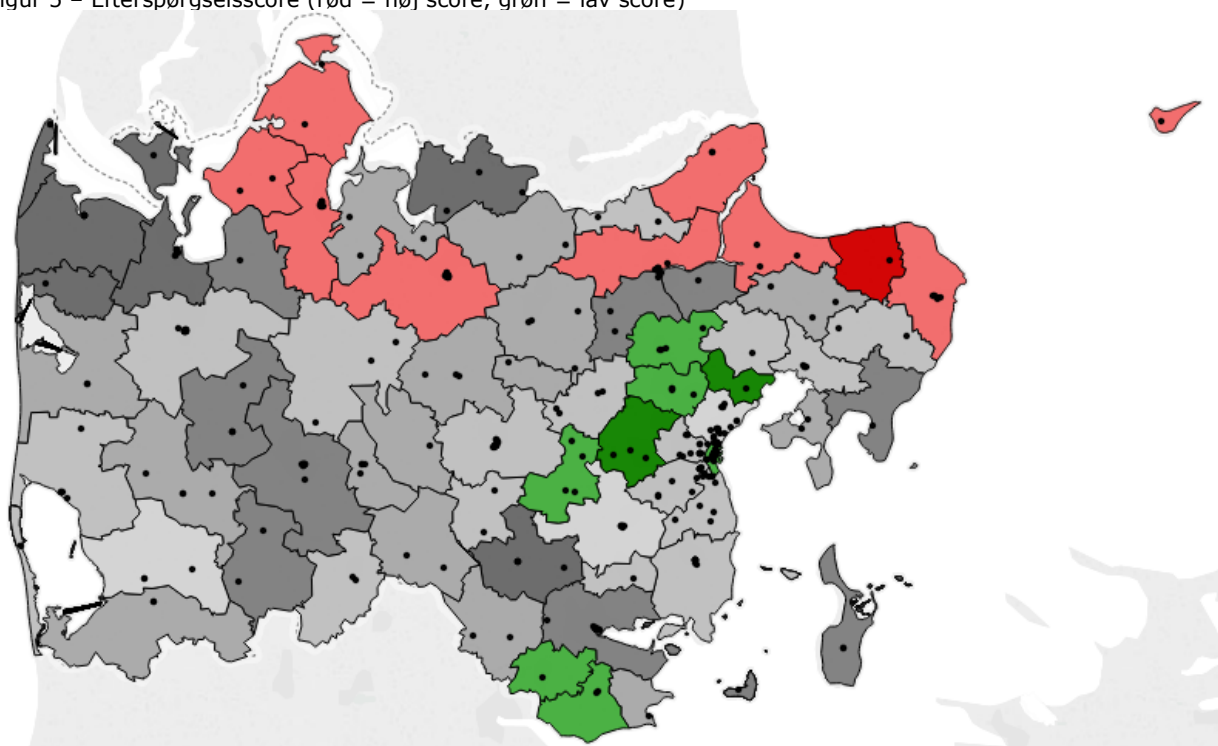 igur 5 – Efterspørgselsscore (rød = høj score, grøn = lav score)